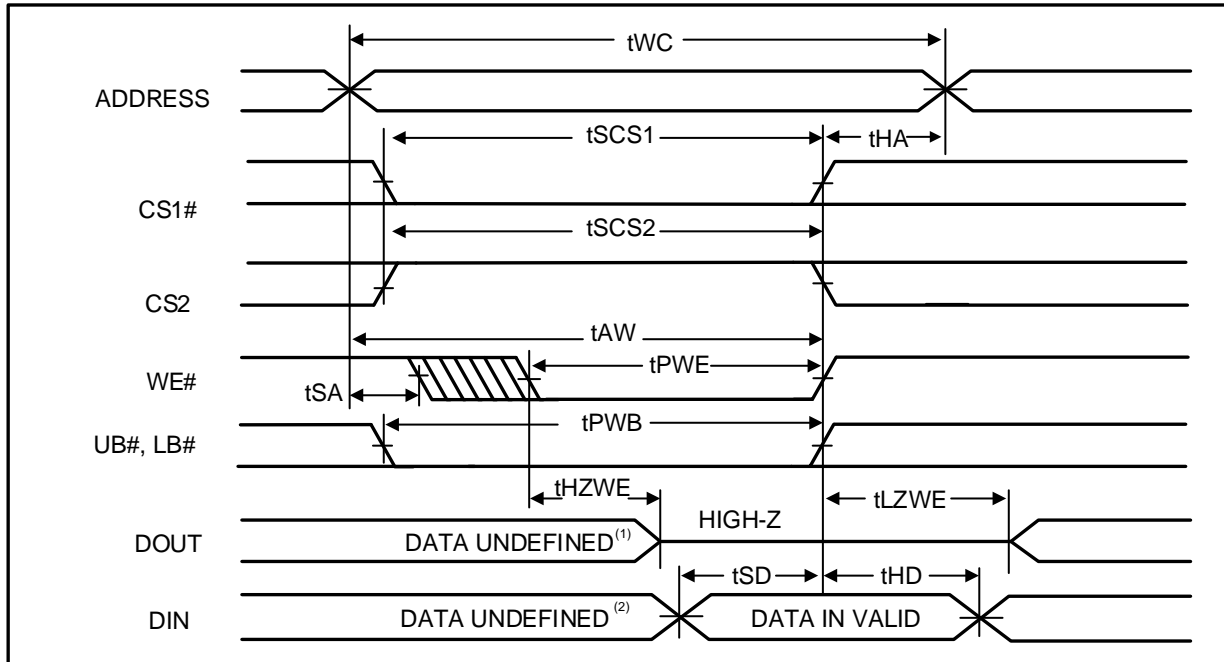 tWC
ADDRESS
tSCS1
tHA
CS1#
tSCS2
CS2
tAW
WE#
tPWE
tSA
tPWB
UB#, LB#
tHZWE
tLZWE
HIGH-Z
DOUT
DATA UNDEFINED(1)
tSD
tHD
DIN
DATA UNDEFINED(2)
DATA IN VALID